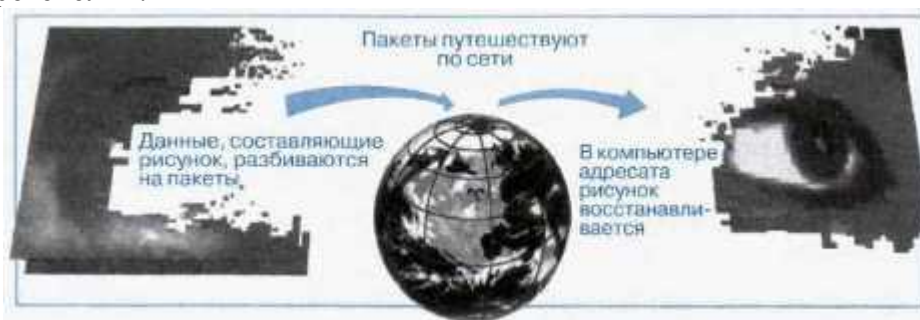 Пакеты путешествуют
по сети
Данные, составляющие
рисунок, разбиваются
на пакеты
В компьютере
адресата
рисунок
восстанавли-
вается